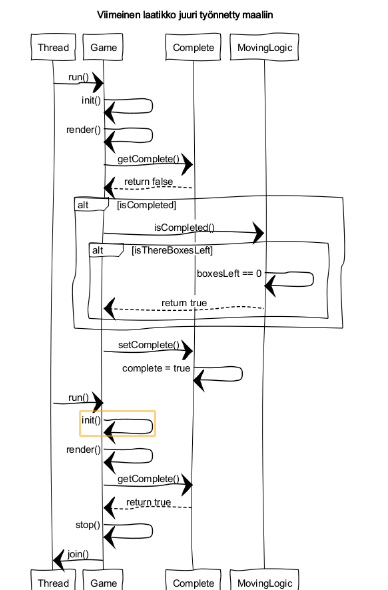 Viimeinen laatikko juuri työnnetty maaliin
Thread Game Complete MovingLogic
run()
init()
render()
getComplete()
return false
alt [isCompleted]
isCompleted()
alt [isThereBoxesLeft]
boxesLeft == 0
return true
setComplete()
complete = true
run()
init()
render()
getComplete()
return true
stop()
join()
Thread Game Complete MovingLogic